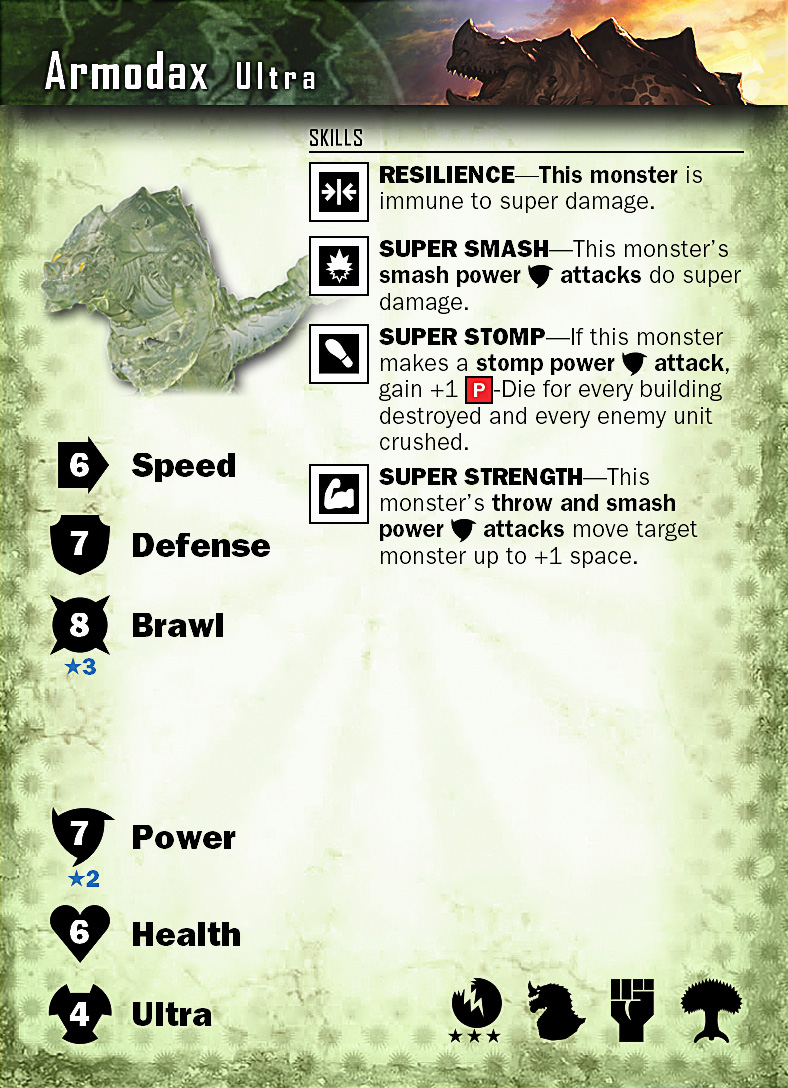 Armodax Ultra
SKILLS
RESILIENCE—This monster is
immune to super damage.
SUPER SMASH—This monster's
smash power attacks do super
damage.
SUPER STOMP—If this monster
makes a stomp power attack,
gain +1 P-Die for every building
destroyed and every enemy unit
crushed.
SUPER STRENGTH—This
monster's throw and smash
power attacks move target
monster up to +1 space.
6 Speed
7 Defense
8 Brawl
★3
7 Power
★2
6 Health
4 Ultra
★★★